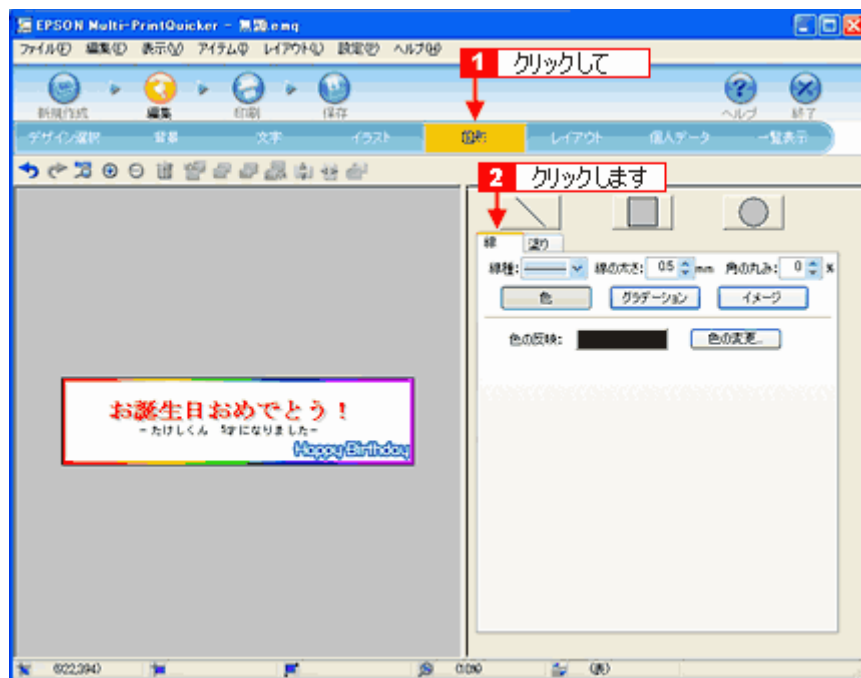 EPSON Multi-PrintQuicker - 無題.emq
ファイル(F) 編集(E) 表示(V) アイテム(I) レイアウト(L) 設定(P) ヘルプ(H)
1 クリックして
新規作成 編集 印刷 保存 ヘルプ 終了
デザイン選択 背景 文字 イラスト 図形 レイアウト 個人データ 一覧表示
2 クリックします
線 塗り
線種: 線の太さ: 0.5 mm 角の丸み: 0 %
色 グラデーション イメージ
色の反映: 色の変更...
お誕生日おめでとう!
-たけしくん 5才になりました-
Happy Birthday
(922,394) (表)